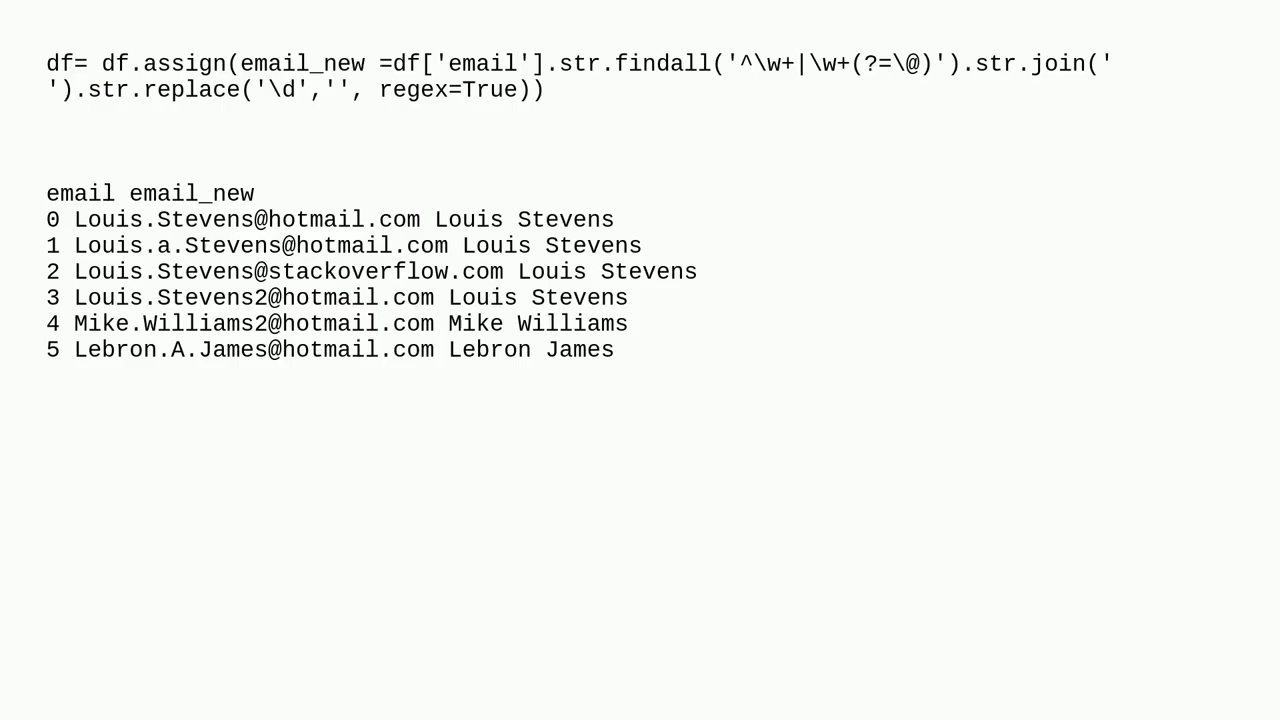 df= df.assign(email_new =df['email'].str.findall('^\w+|\w+(?=\@)').str.join('
').str.replace('\d','', regex=True))
email email_new
0 Louis.Stevens@hotmail.com Louis Stevens
1 Louis.a.Stevens@hotmail.com Louis Stevens
2 Louis.Stevens@stackoverflow.com Louis Stevens
3 Louis.Stevens2@hotmail.com Louis Stevens
4 Mike.Williams2@hotmail.com Mike Williams
5 Lebron.A.James@hotmail.com Lebron James